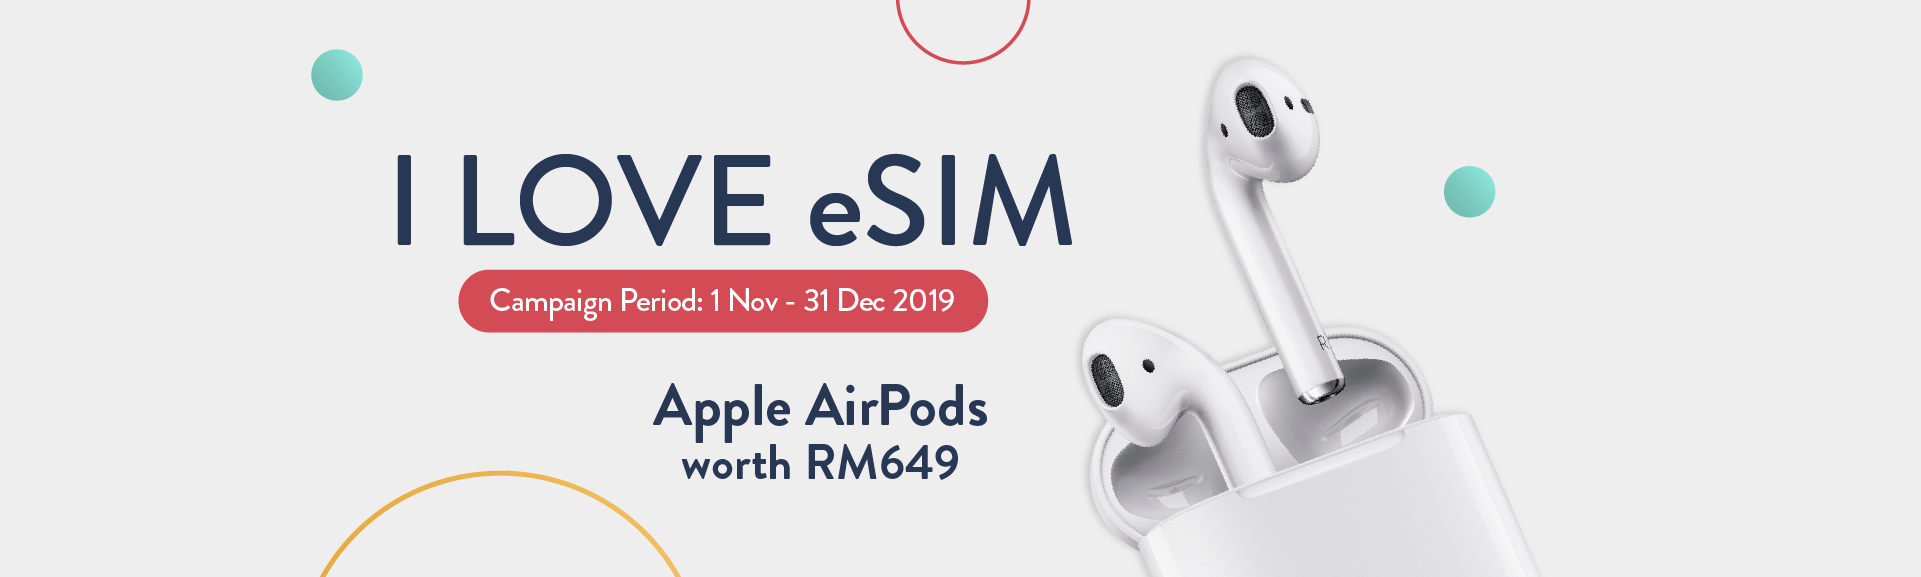 I LOVE eSIM
Campaign Period: 1 Nov - 31 Dec 2019
Apple AirPods
worth RM649
R